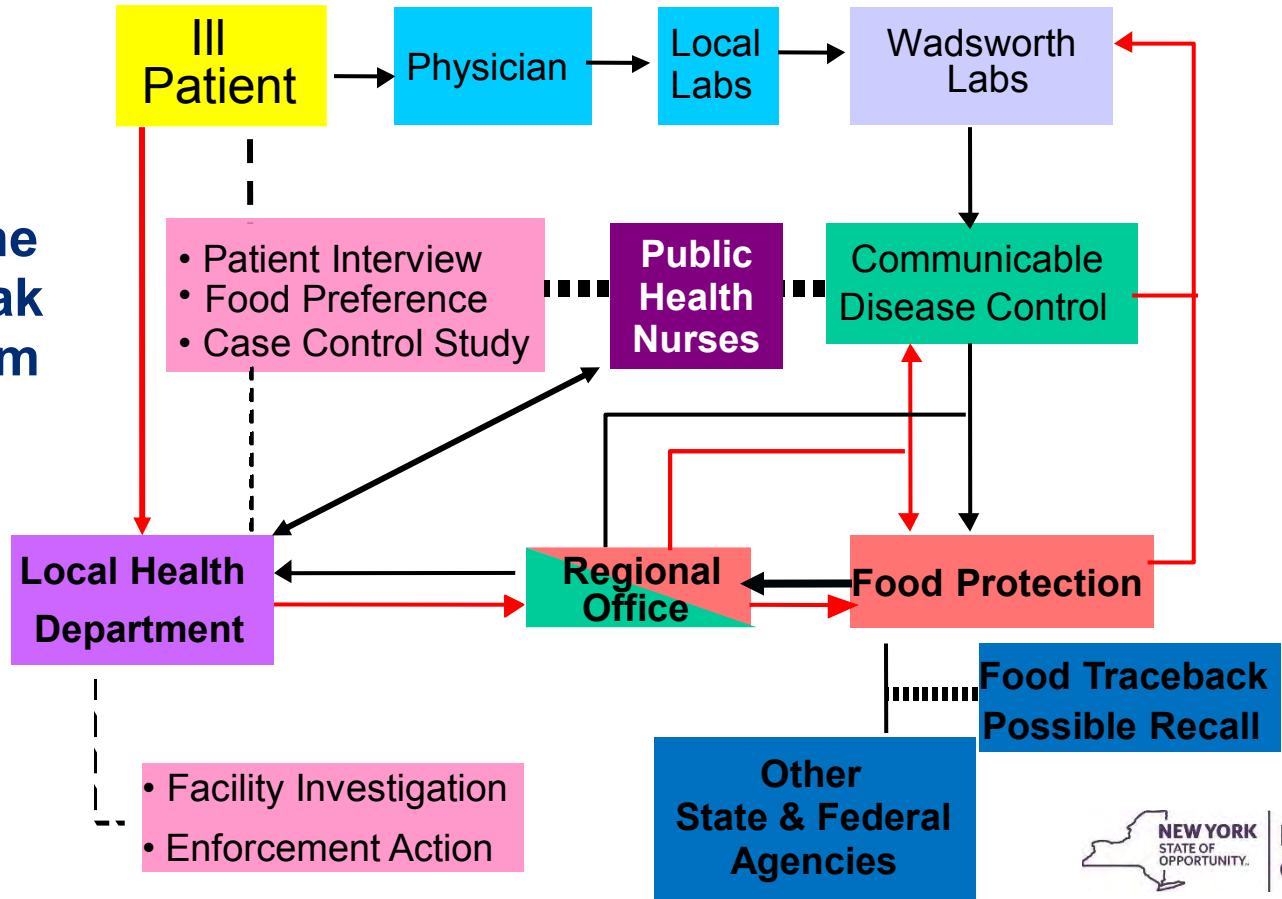 Ill
Patient
Physician
Local
Labs
Wadsworth
Labs
• Patient Interview
• Food Preference
• Case Control Study
Public
Health
Nurses
Communicable
Disease Control
Local Health
Department
Regional
Office
Food Protection
Food Traceback
Possible Recall
• Facility Investigation
• Enforcement Action
Other
State & Federal
Agencies
NEW YORK
STATE OF
OPPORTUNITY.